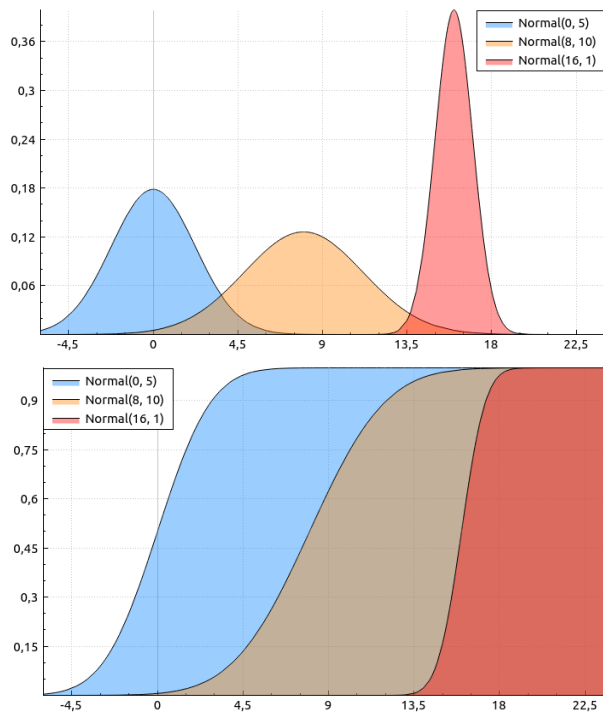 Normal(0, 5)
Normal(8, 10)
Normal(16, 1)
0,36
0,3
0,24
0,18
0,12
0,06
-4,5 0 4,5 9 13,5 18 22,5
Normal(0, 5)
Normal(8, 10)
Normal(16, 1)
0,9
0,75
0,6
0,45
0,3
0,15
-4,5 0 4,5 9 13,5 18 22,5